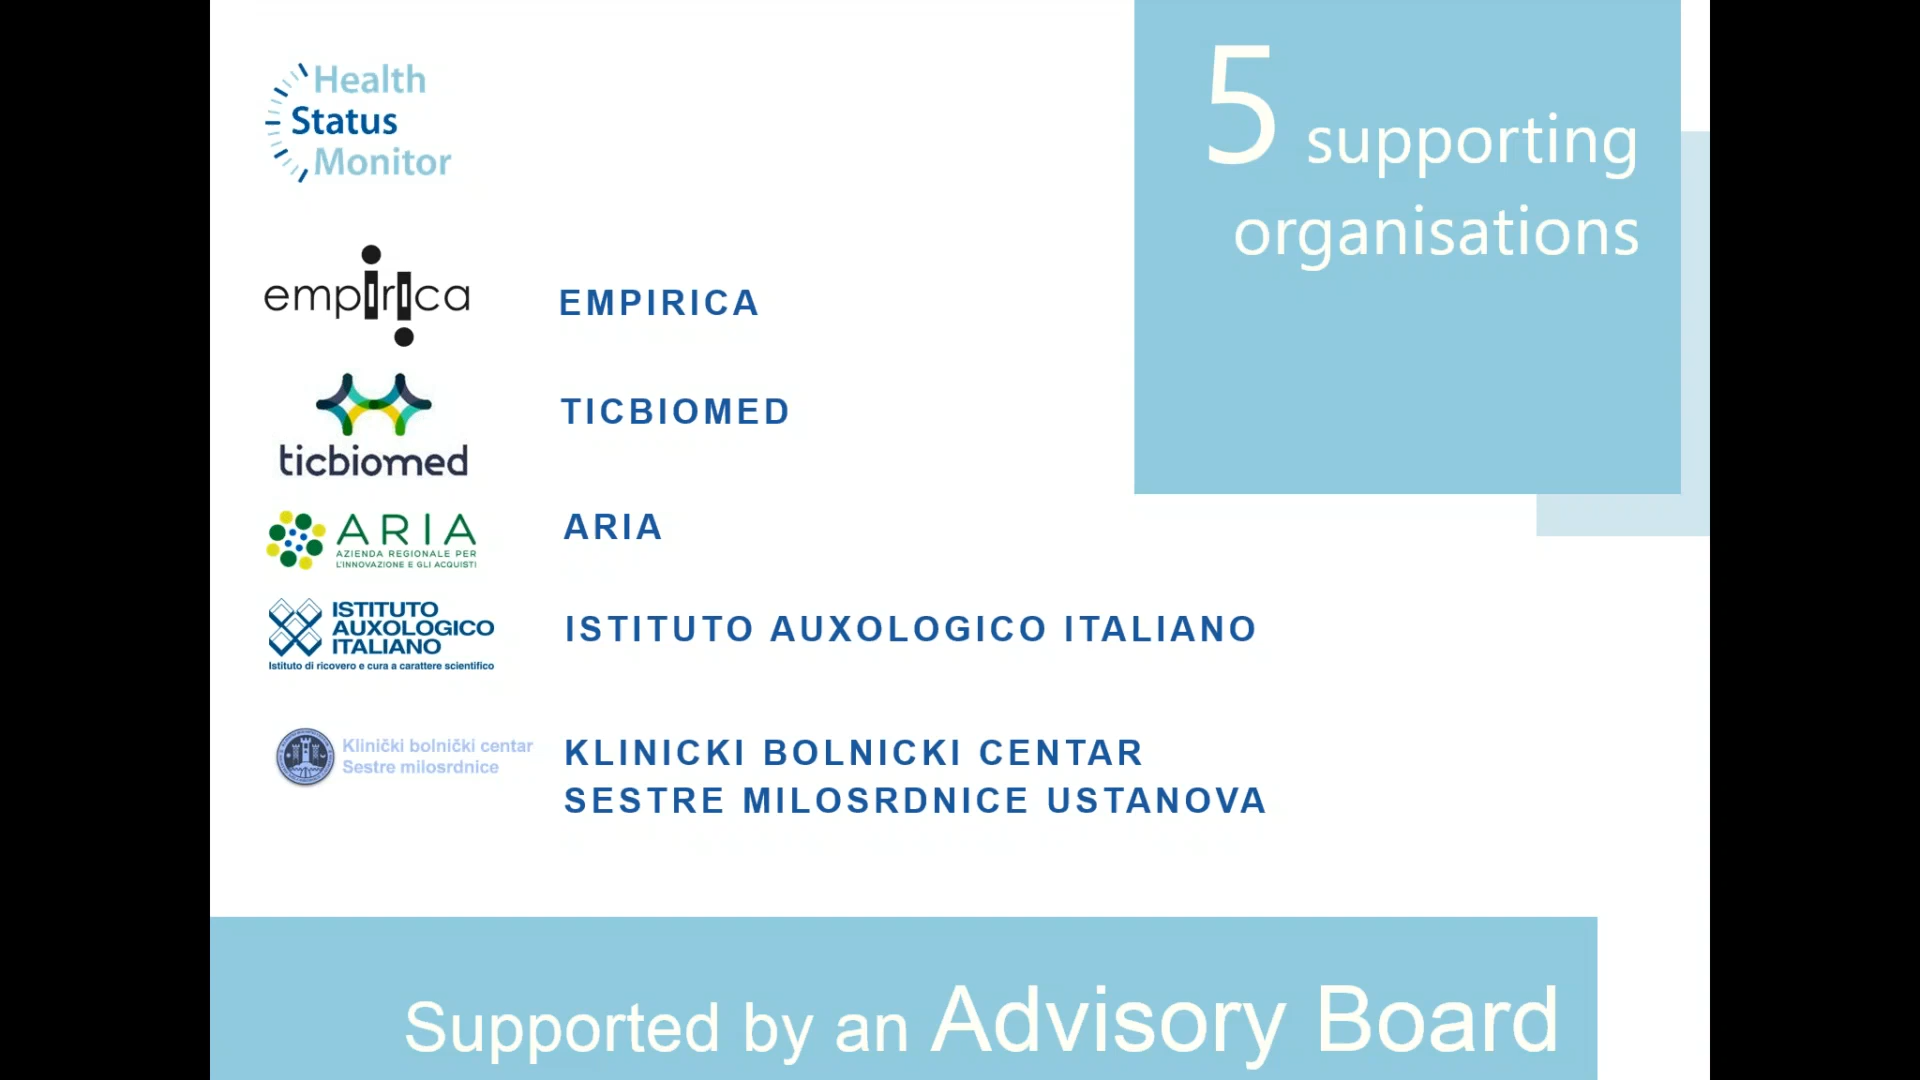 Health
Status
Monitor
5 supporting
organisations
empirica
EMPIRICA
ticbiomed
TICBIOMED
ARIA
AZIENDA REGIONALE PER
L'INNOVAZIONE E GLI ACQUISTI
ARIA
ISTITUTO
AUXOLOGICO
ITALIANO
Istituto di ricovero e cura a carattere scientifico
ISTITUTO AUXOLOGICO ITALIANO
Klinički bolnički centar
Sestre milosrdnice
KLINICKI BOLNICKI CENTAR
SESTRE MILOSRDNICE USTANOVA
Supported by an Advisory Board